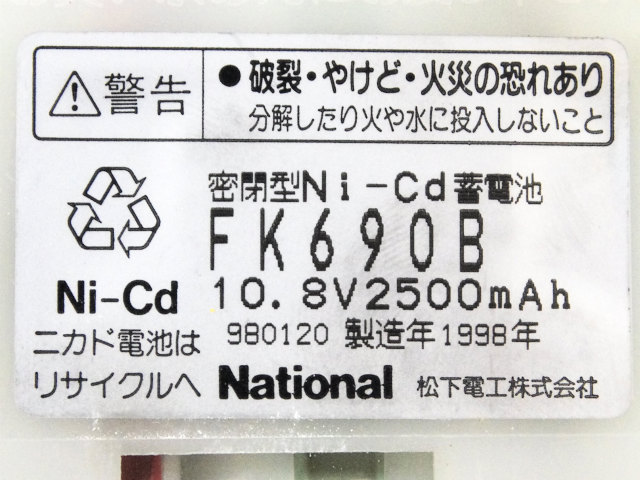 警告
●破裂・やけど・火災の恐れあり
分解したり火や水に投入しないこと
密閉型Ni-Cd蓄電池
FK690B
Ni-Cd
10.8V2500mAh
ニカド電池は
980120 製造年1998年
リサイクルへ
National 松下電工株式会社